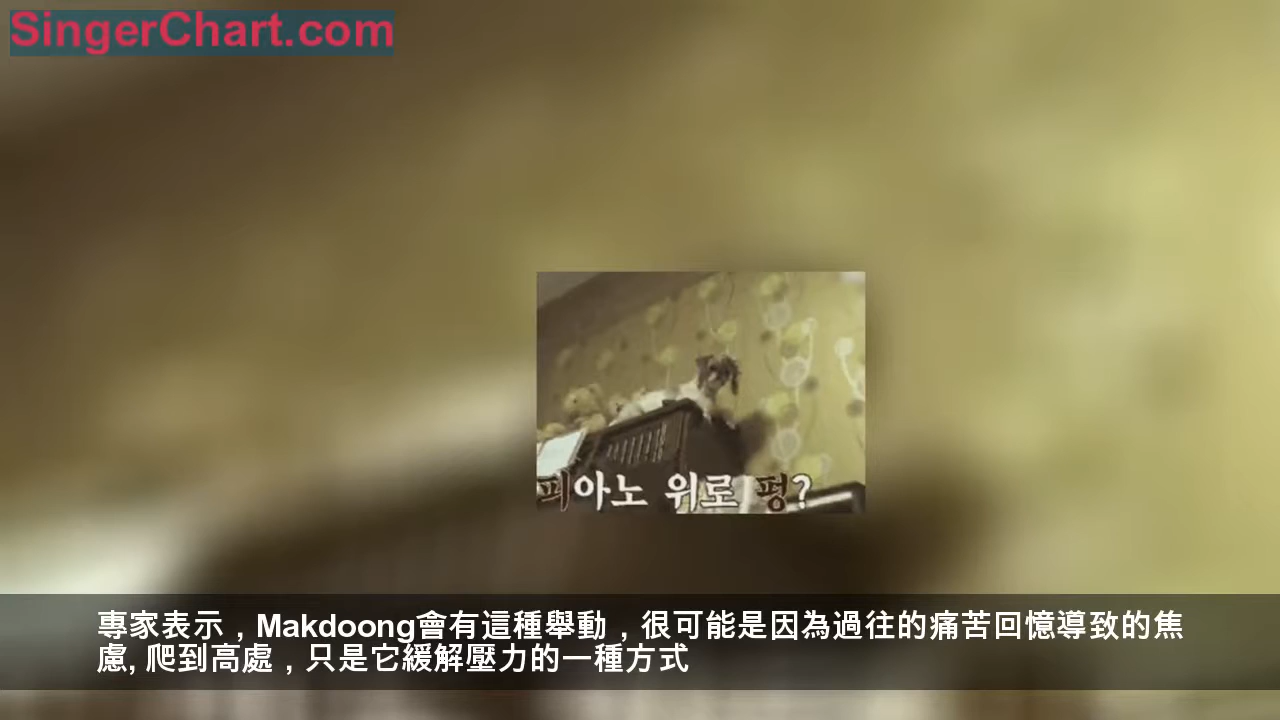 SingerChart.com
피아노 위로 펑?
專家表示，Makdoong會有這種舉動，很可能是因為過往的痛苦回憶導致的焦
慮, 爬到高處，只是它緩解壓力的一種方式